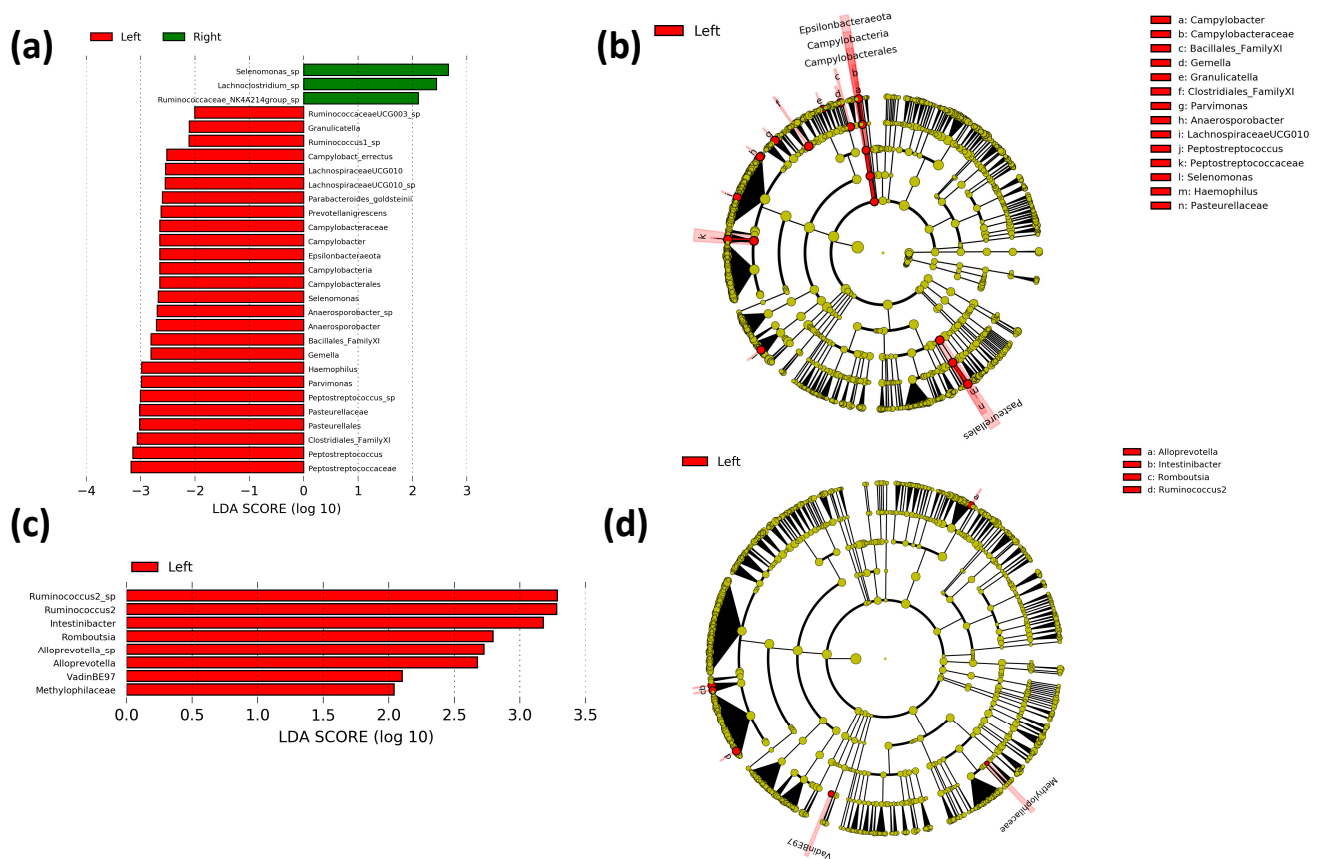 (a)
Left
Right
Selenomonas_sp
Lachnoclostridium_sp
Ruminococcaceae_NK4A214group_sp
RuminococcaceaeUCG003_sp
Granulicatella
Ruminococcus1_sp
Campylobact_errectus
LachnospiraceaeUCG010
LachnospiraceaeUCG010_sp
Parabacteroides_goldsteinii
Prevotellanigrescens
Campylobacteraceae
Campylobacter
Epsilonbacteraeota
Campylobacteria
Campylobacterales
Selenomonas
Anaerosporobacter_sp
Anaerosporobacter
Bacillales_FamilyXI
Gemella
Haemophilus
Parvimonas
Peptostreptococcus_sp
Pasteurellaceae
Pasteurellales
Clostridiales_FamilyXI
Peptostreptococcus
Peptostreptococcaceae
−4 −3 −2 −1 0 1 2 3
LDA SCORE (log 10)
(b)
Left
Epsilonbacteraeota
Campylobacteria
Campylobacterales
b
c
a
d
e
f
g
h
k
m
n
Pasteurellales
a: Campylobacter
b: Campylobacteraceae
c: Bacillales_FamilyXI
d: Gemella
e: Granulicatella
f: Clostridiales_FamilyXI
g: Parvimonas
h: Anaerosporobacter
i: LachnospiraceaeUCG010
j: Peptostreptococcus
k: Peptostreptococcaceae
l: Selenomonas
m: Haemophilus
n: Pasteurellaceae
(c)
Left
Ruminococcus2_sp
Ruminococcus2
Intestinibacter
Romboutsia
Alloprevotella_sp
Alloprevotella
VadinBE97
Methylophilaceae
0.0 0.5 1.0 1.5 2.0 2.5 3.0 3.5
LDA SCORE (log 10)
(d)
Left
a
c
b
d
VadinBE97
Methylophilaceae
a: Alloprevotella
b: Intestinibacter
c: Romboutsia
d: Ruminococcus2